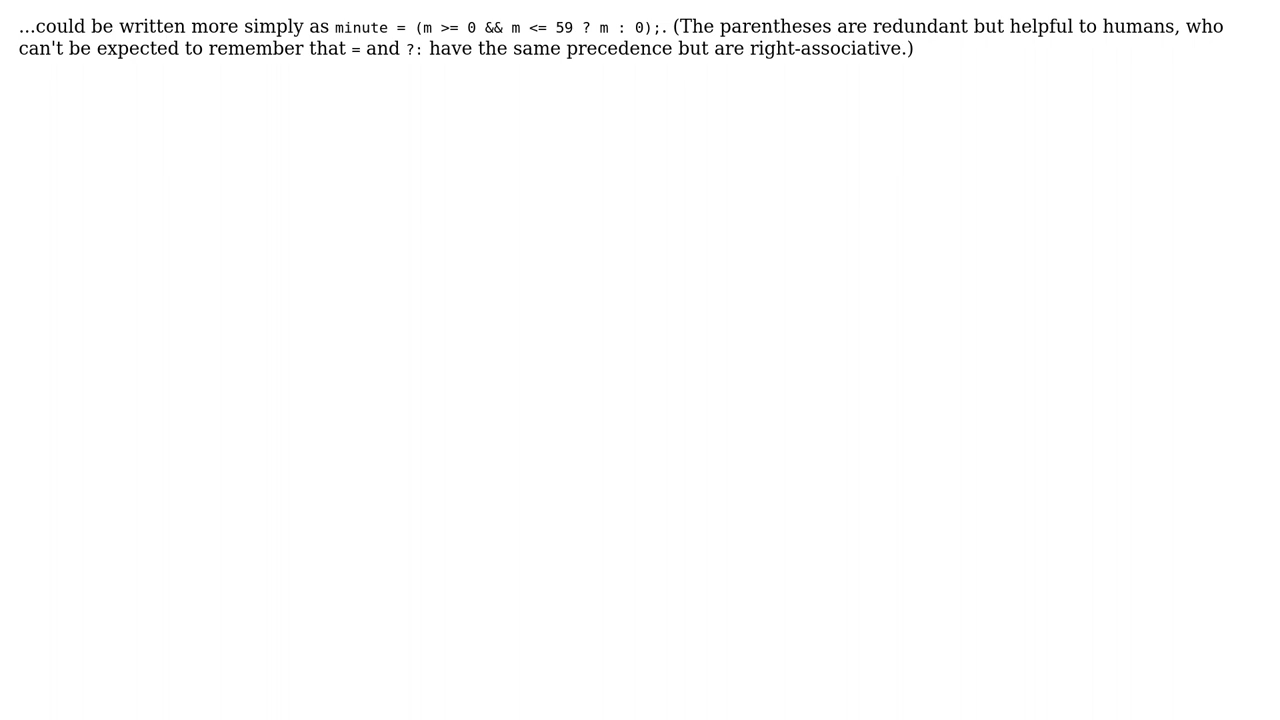 ...could be written more simply as minute = (m >= 0 && m <= 59 ? m : 0);. (The parentheses are redundant but helpful to humans, who
can't be expected to remember that = and ?: have the same precedence but are right-associative.)